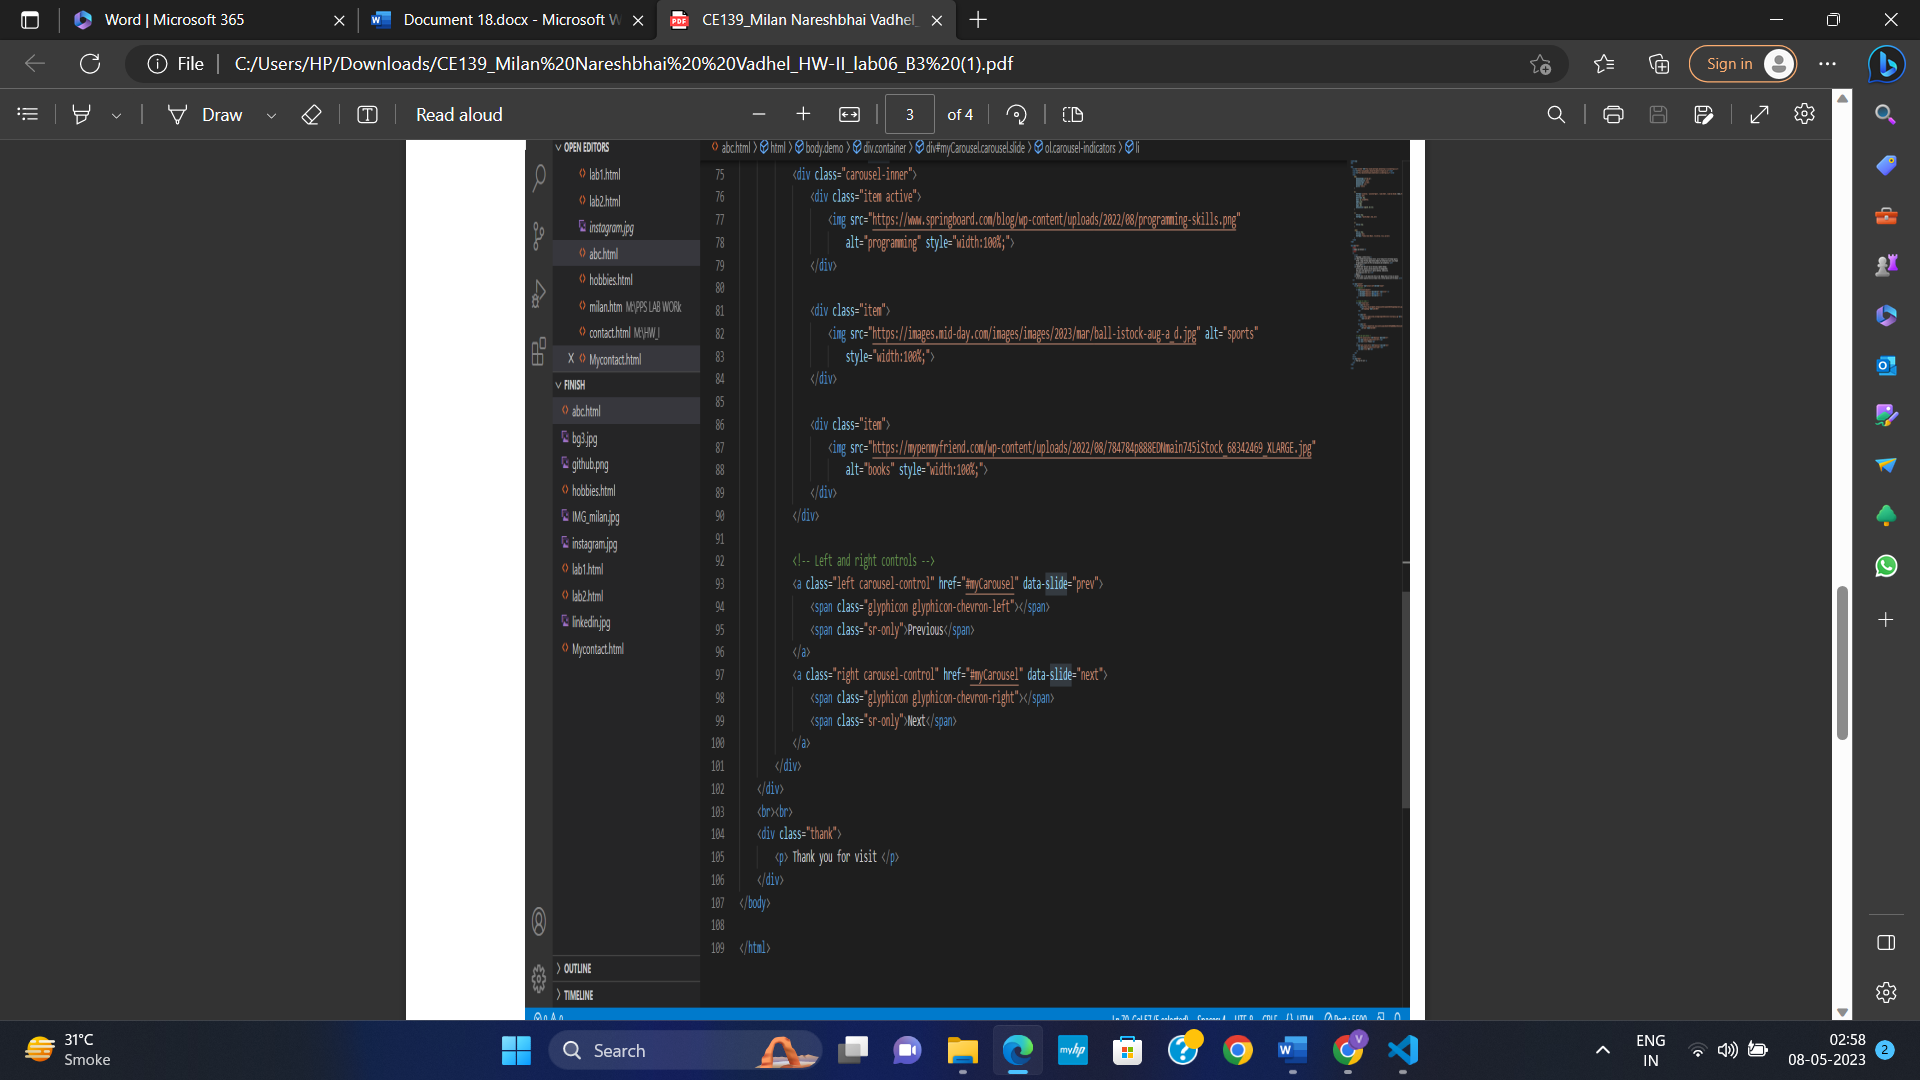 Word | Microsoft 365
Document 18.docx - Microsoft W
CE139_Milan Nareshbhai Vadhel_
File
C:/Users/HP/Downloads/CE139_Milan%20Nareshbhai%20%20Vadhel_HW-II_lab06_B3%20(1).pdf
Sign in
Draw
Read aloud
3 of 4
OPEN EDITORS
lab1.html
lab2.html
instagram.jpg
abc.html
hobbies.html
milan.htm M:\PPS LAB WORk
contact.html M:\HW_I
X Mycontact.html
FINISH
abc.html
bg3.jpg
github.png
hobbies.html
IMG_milan.jpg
instagram.jpg
lab1.html
lab2.html
linkedin.jpg
Mycontact.html
OUTLINE
TIMELINE
abc.html > html > body.demo > div.container > div#myCarousel.carousel.slide > ol.carousel-indicators > li
75 <div class="carousel-inner">
76 <div class="item active">
77 <img src="https://www.springboard.com/blog/wp-content/uploads/2022/08/programming-skills.png"
78 alt="programming" style="width:100%;">
79 </div>
80
81 <div class="item">
82 <img src="https://images.mid-day.com/images/images/2023/mar/ball-istock-aug-a_d.jpg" alt="sports"
83 style="width:100%;">
84 </div>
85
86 <div class="item">
87 <img src="https://mypenmyfriend.com/wp-content/uploads/2022/08/784784p888EDNmain745iStock_68342469_XLARGE.jpg"
88 alt="books" style="width:100%;">
89 </div>
90 </div>
91
92 <!-- Left and right controls -->
93 <a class="left carousel-control" href="#myCarousel" data-slide="prev">
94 <span class="glyphicon glyphicon-chevron-left"></span>
95 <span class="sr-only">Previous</span>
96 </a>
97 <a class="right carousel-control" href="#myCarousel" data-slide="next">
98 <span class="glyphicon glyphicon-chevron-right"></span>
99 <span class="sr-only">Next</span>
100 </a>
101 </div>
102 </div>
103 <br><br>
104 <div class="thank">
105 <p> Thank you for visit </p>
106 </div>
107 </body>
108
109 </html>
31°C
Smoke
Search
myhp
V
ENG
IN
02:58
08-05-2023
2